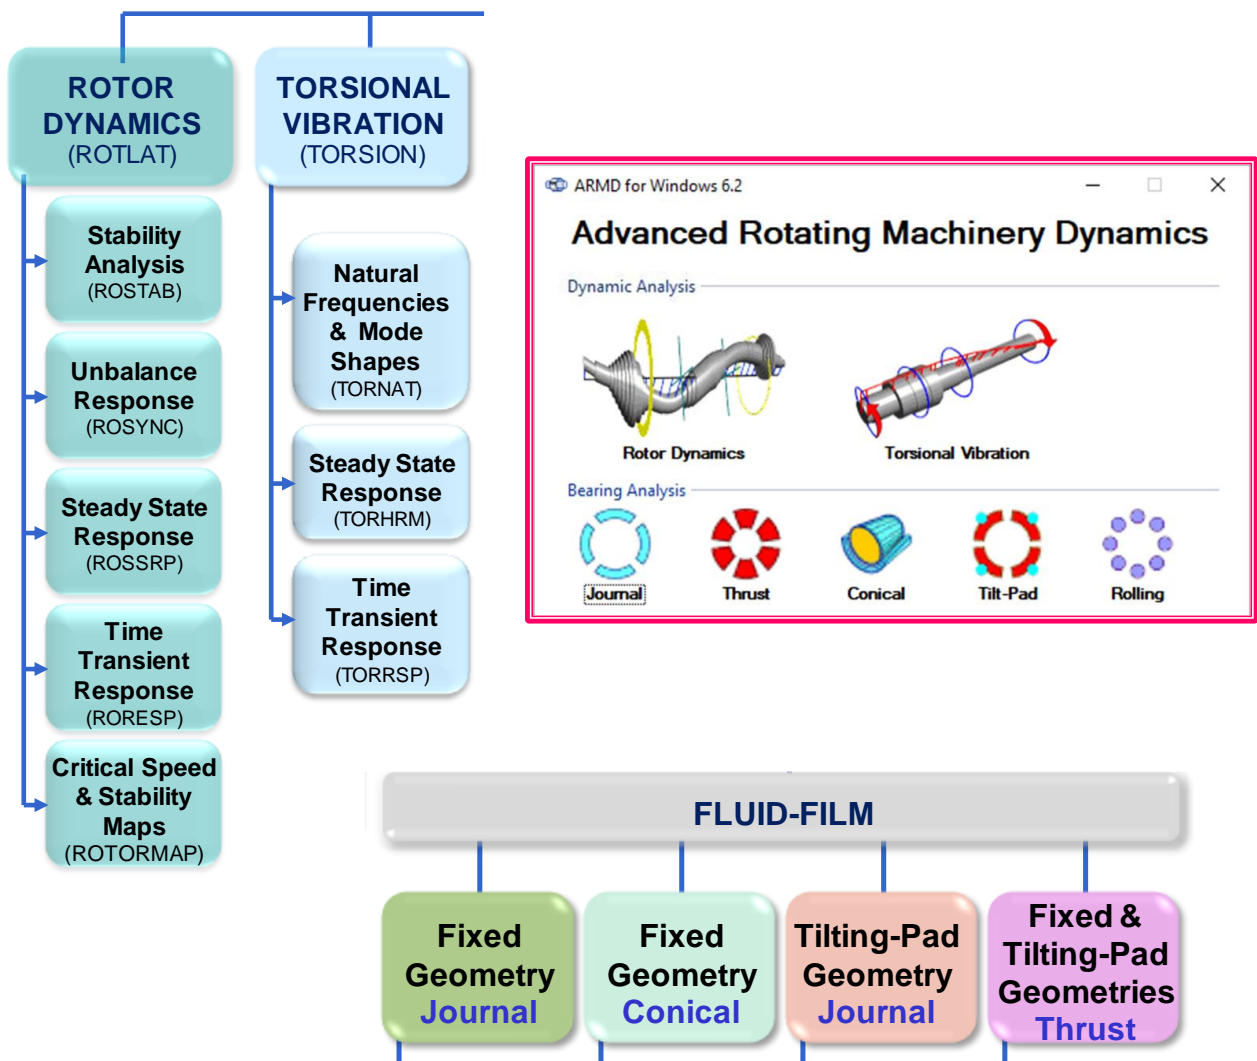 ROTOR
DYNAMICS
(ROTLAT)
Stability
Analysis
(ROSTAB)
Unbalance
Response
(ROSYNC)
Steady State
Response
(ROSSRP)
Time
Transient
Response
(RORESP)
Critical Speed
& Stability
Maps
(ROTORMAP)
TORSIONAL
VIBRATION
(TORSION)
Natural
Frequencies
& Mode
Shapes
(TORNAT)
Steady State
Response
(TORHRM)
Time
Transient
Response
(TORRSP)
ARMD for Windows 6.2
Advanced Rotating Machinery Dynamics
Dynamic Analysis
Rotor Dynamics
Torsional Vibration
Bearing Analysis
Journal
Thrust
Conical
Tilt-Pad
Rolling
FLUID-FILM
Fixed
Geometry
Journal
Fixed
Geometry
Conical
Tilting-Pad
Geometry
Journal
Fixed &
Tilting-Pad
Geometries
Thrust